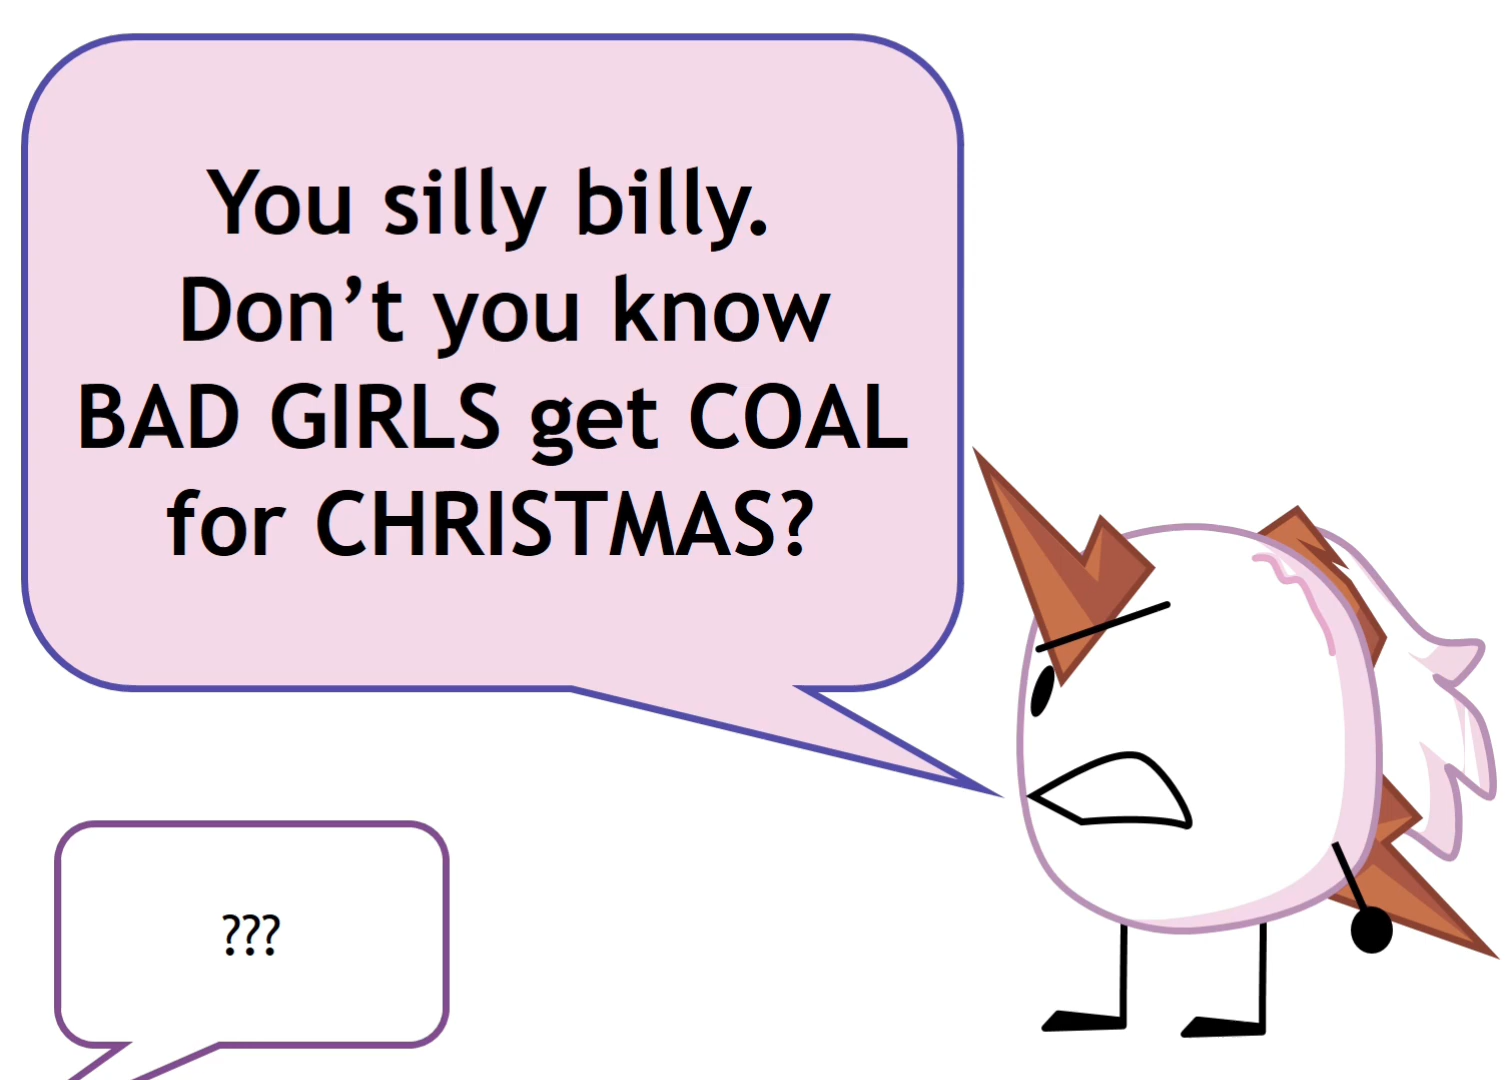 You silly billy.
Don’t you know
BAD GIRLS get COAL
for CHRISTMAS?
???